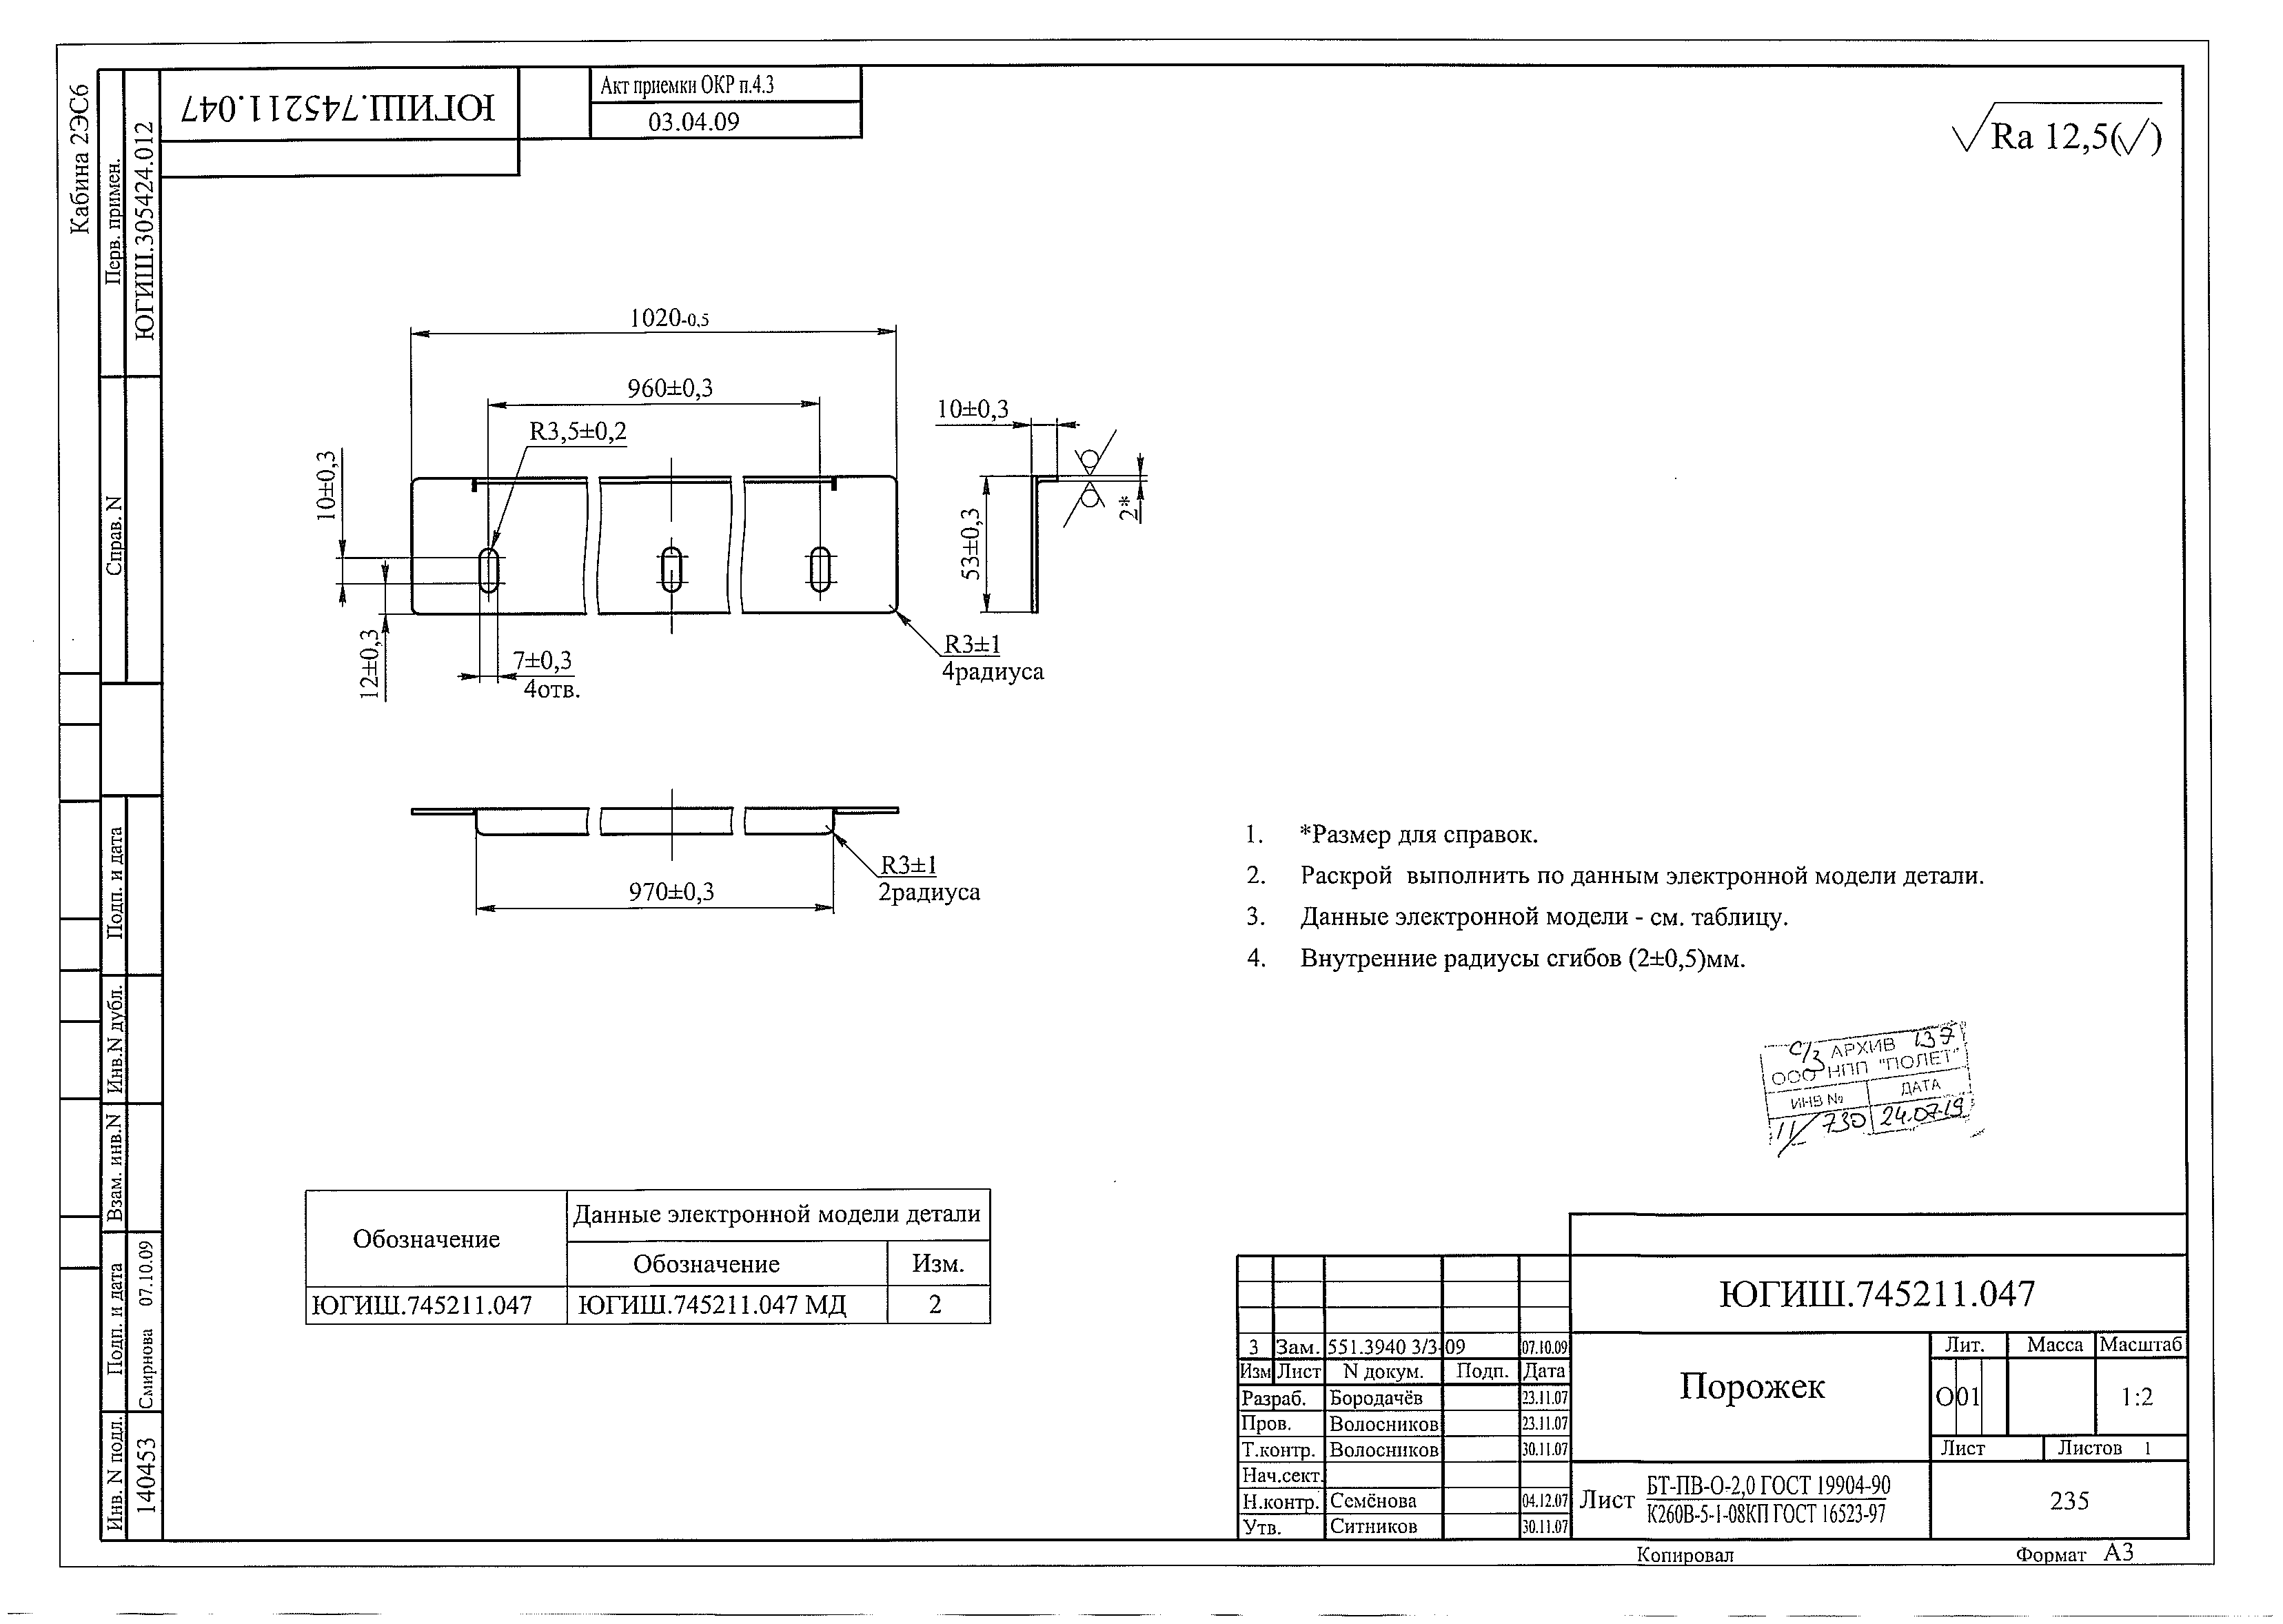 Кабина 2ЭС6
Перв. примен.
ЮГИШ.305424.012
Справ. N
Подп. и дата
Инв.N дубл.
Взам. инв.N
Подп. и дата
Смирнова 07.10.09
Инв. N подл.
140453
ЮГИШ.745211.047
Акт приемки ОКР п.4.3
03.04.09
Ra 12,5(√)
1020-0,5
960±0,3
R3,5±0,2
10±0,3
12±0,3
7±0,3
4отв.
R3±1
4радиуса
10±0,3
53±0,3
2*
R3±1
2радиуса
970±0,3
1. *Размер для справок.
2. Раскрой выполнить по данным электронной модели детали.
3. Данные электронной модели - см. таблицу.
4. Внутренние радиусы сгибов (2±0,5)мм.
с/з АРХИВ 137
ООО НПП "ПОЛЕТ"
ИНВ № ДАТА
11/730 24.07.19
Обозначение
Данные электронной модели детали
Обозначение Изм.
ЮГИШ.745211.047 ЮГИШ.745211.047 МД 2
ЮГИШ.745211.047
3 Зам. 551.3940 3/3-09 07.10.09
Изм Лист N докум. Подп. Дата
Разраб. Бородачёв 23.11.07
Пров. Волосников 23.11.07
Т.контр. Волосников 30.11.07
Нач.сект.
Н.контр. Семёнова 04.12.07
Утв. Ситников 30.11.07
Порожек
Лит. Масса Масштаб
О О1 1:2
Лист Листов 1
Лист БТ-ПВ-О-2,0 ГОСТ 19904-90
К260В-5-1-08КП ГОСТ 16523-97
235
Копировал Формат А3